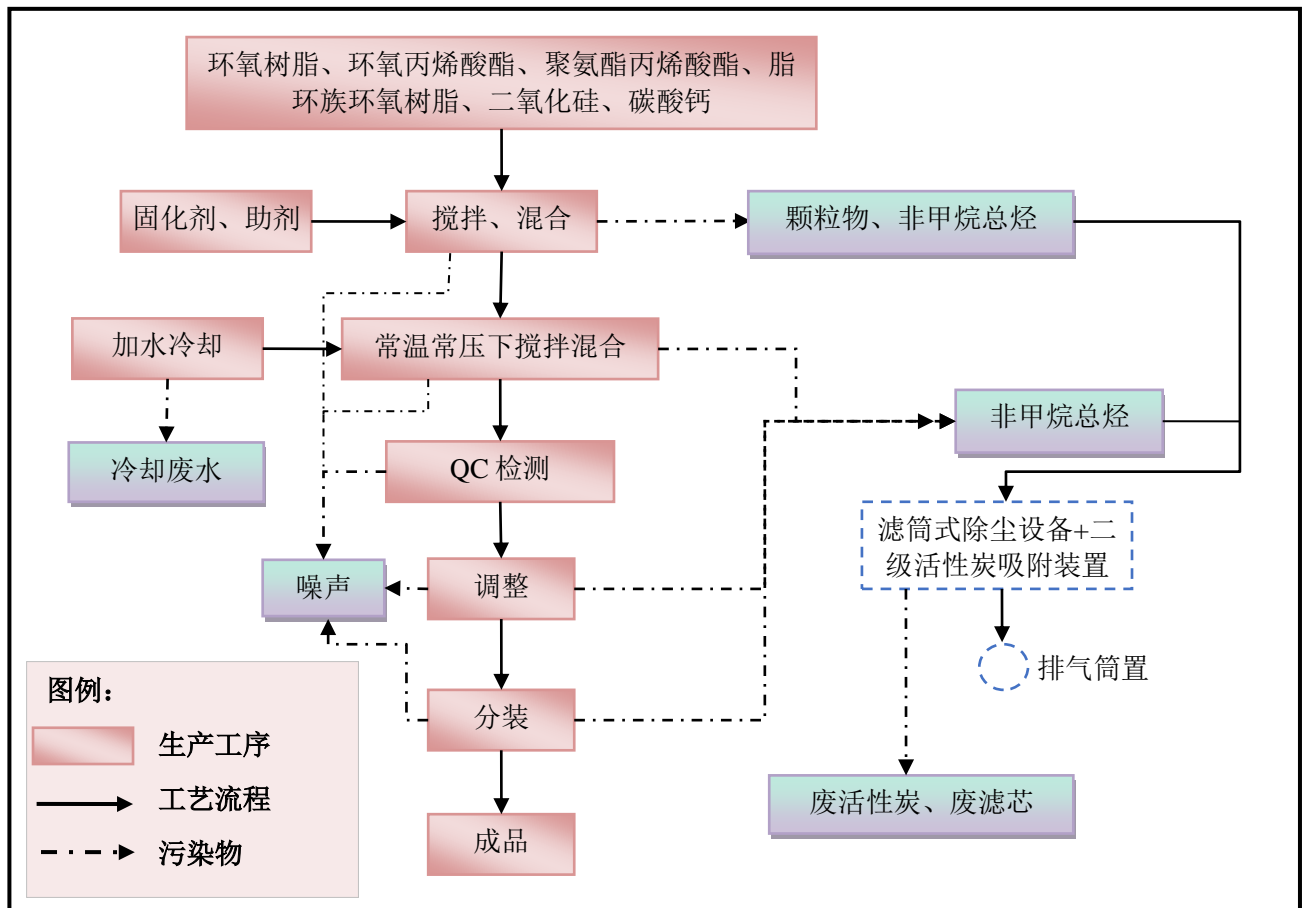 环氧树脂、环氧丙烯酸酯、聚氨酯丙烯酸酯、脂
环族环氧树脂、二氧化硅、碳酸钙
固化剂、助剂
搅拌、混合
颗粒物、非甲烷总烃
加水冷却
常温常压下搅拌混合
非甲烷总烃
冷却废水
QC 检测
滤筒式除尘设备+二
级活性炭吸附装置
噪声
调整
排气筒置
图例：
生产工序
工艺流程
污染物
分装
废活性炭、废滤芯
成品